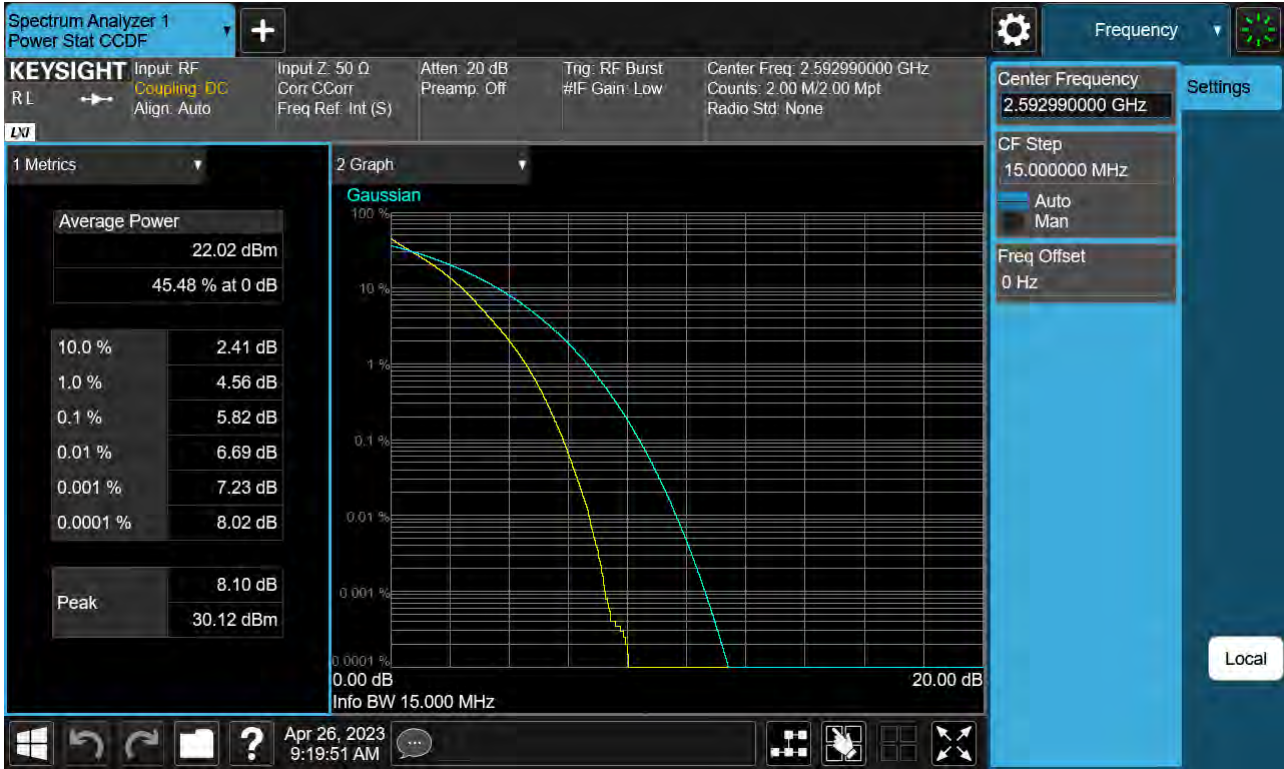 Spectrum Analyzer 1
Power Stat CCDF
+
Frequency
KEYSIGHT
R L
LXI
Input: RF
Coupling: DC
Align: Auto
Input Z: 50 Ω
Corr CCorr
Freq Ref: Int (S)
Atten: 20 dB
Preamp: Off
Trig: RF Burst
#IF Gain: Low
Center Freq: 2.592990000 GHz
Counts: 2.00 M/2.00 Mpt
Radio Std: None
Center Frequency
2.592990000 GHz
CF Step
15.000000 MHz
Auto
Man
Freq Offset
0 Hz
Settings
Local
1 Metrics
Average Power
22.02 dBm
45.48 % at 0 dB
10.0 % 2.41 dB
1.0 % 4.56 dB
0.1 % 5.82 dB
0.01 % 6.69 dB
0.001 % 7.23 dB
0.0001 % 8.02 dB
Peak
8.10 dB
30.12 dBm
2 Graph
Gaussian
100 %
10 %
1 %
0.1 %
0.01 %
0.001 %
0.0001 %
0.00 dB 20.00 dB
Info BW 15.000 MHz
?
Apr 26, 2023
9:19:51 AM